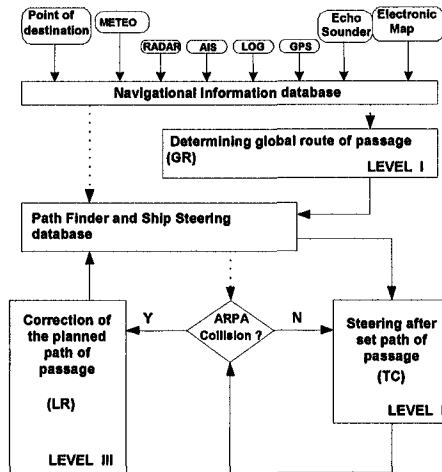 Point of
destination
METEO
RADAR
AIS
LOG
GPS
Echo
Sounder
Electronic
Map
Navigational Information database
Determining global route of passage
(GR)
LEVEL I
Path Finder and Ship Steering
database
Correction of
the planned
path of
passage
(LR)
LEVEL III
Y
ARPA
Collision ?
N
Steering after
set path of
passage
(TC)
LEVEL